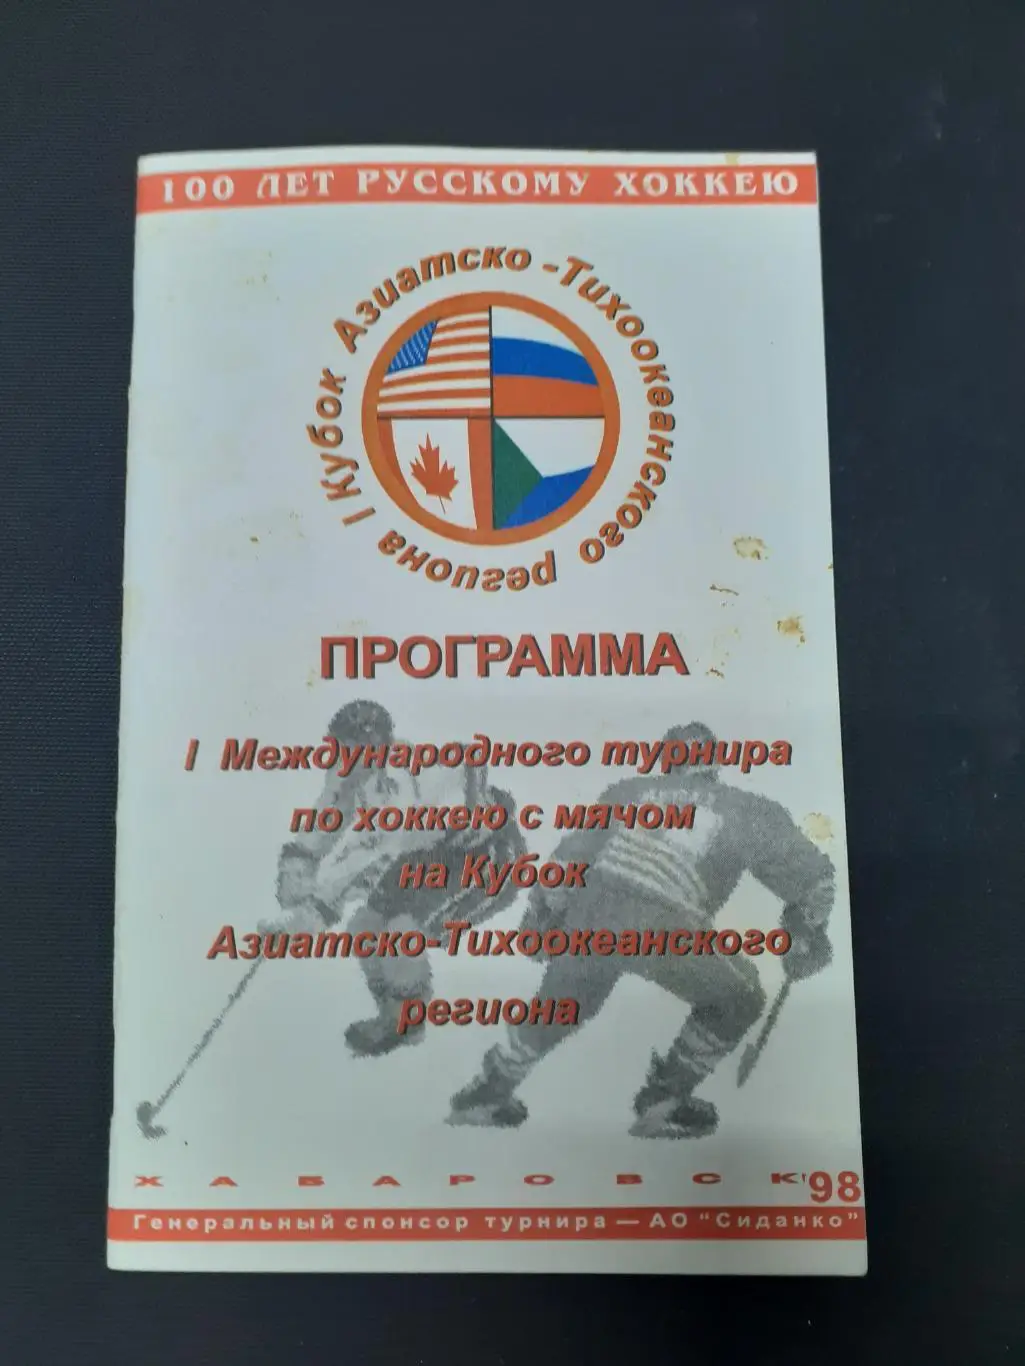 100 ЛЕТ РУССКОМУ ХОККЕЮ
I Кубок Азиатско-Тихоокеанского региона
ПРОГРАММА
I Международного турнира
по хоккею с мячом
на Кубок
Азиатско-Тихоокеанского
региона
ХАБАРОВСК'98
Генеральный спонсор турнира — АО "Сиданко"